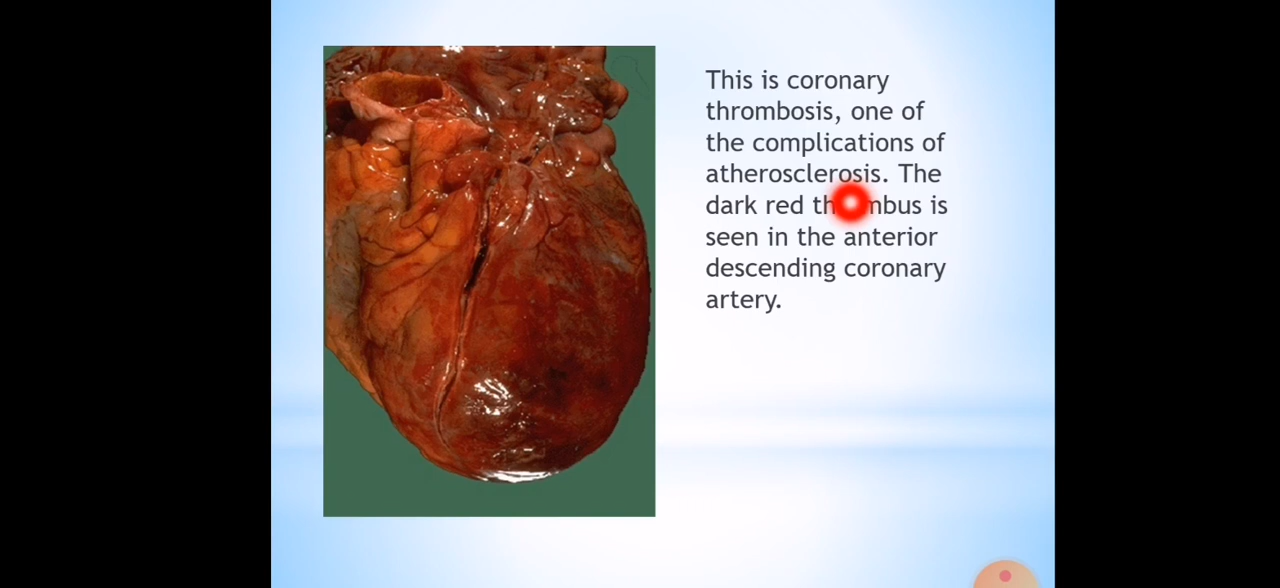 This is coronary
thrombosis, one of
the complications of
atherosclerosis. The
dark red is
seen in the anterior
descending coronary
artery.